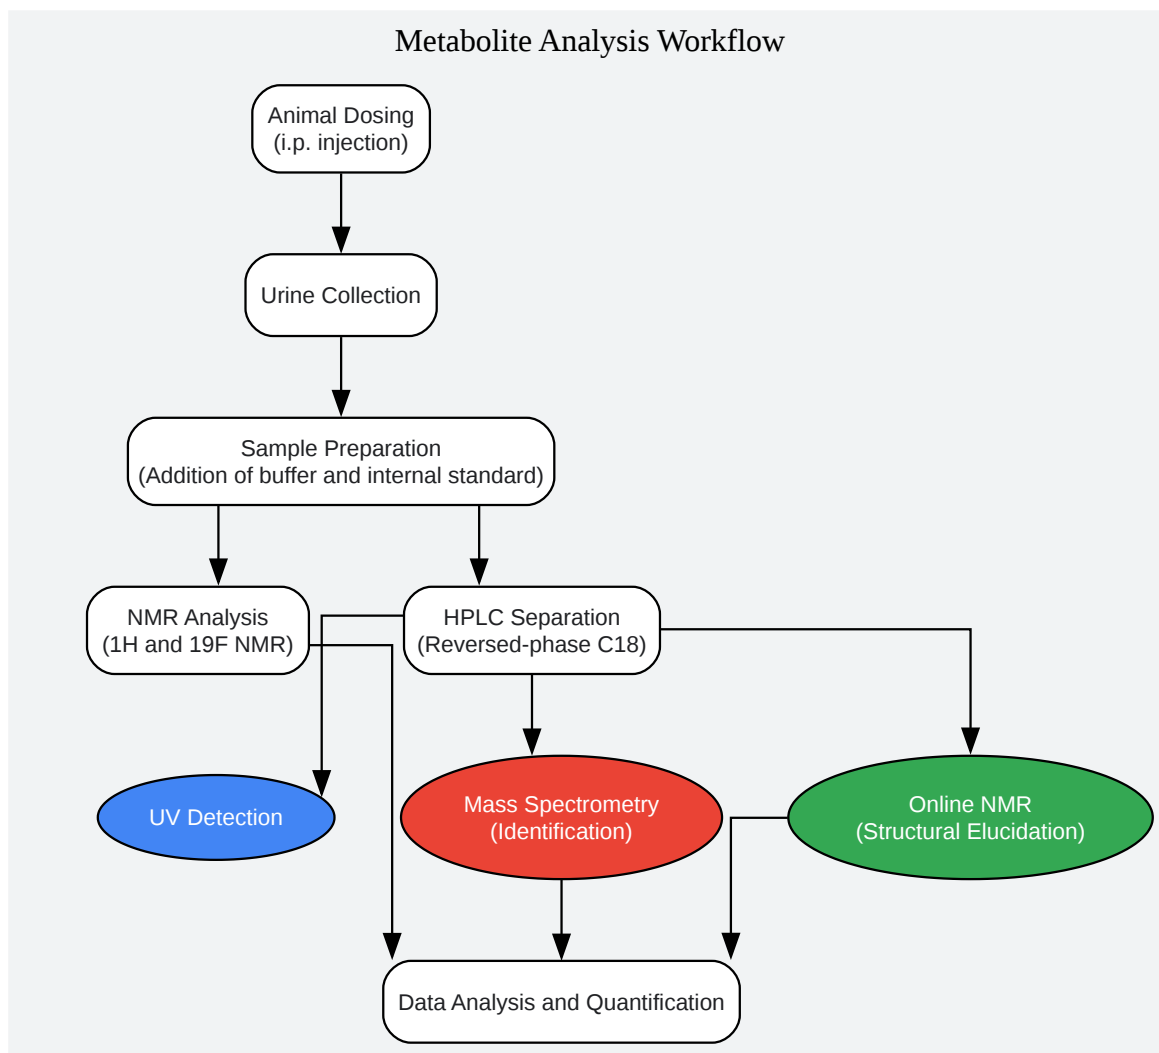 Metabolite Analysis Workflow
Animal Dosing
(i.p. injection)
Urine Collection
Sample Preparation
(Addition of buffer and internal standard)
NMR Analysis
(1H and 19F NMR)
HPLC Separation
(Reversed-phase C18)
UV Detection
Mass Spectrometry
(Identification)
Online NMR
(Structural Elucidation)
Data Analysis and Quantification